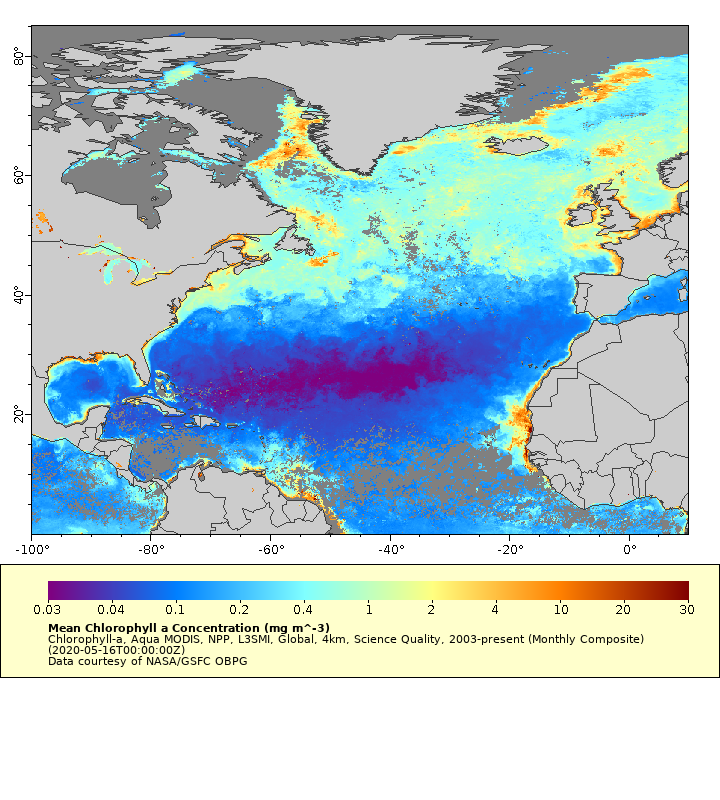 80°
60°
40°
20°
-100° -80° -60° -40° -20° 0°
0.03 0.04 0.1 0.2 0.4 1 2 4 10 20 30
Mean Chlorophyll a Concentration (mg m^-3)
Chlorophyll-a, Aqua MODIS, NPP, L3SMI, Global, 4km, Science Quality, 2003-present (Monthly Composite)
(2020-05-16T00:00:00Z)
Data courtesy of NASA/GSFC OBPG